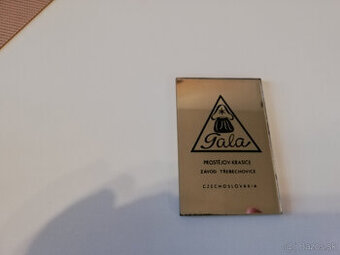 Gala
PROSTĚJOV-KRASICE
ZÁVOD TŘEBECHOVICE
CZECHOSLOVAKIA